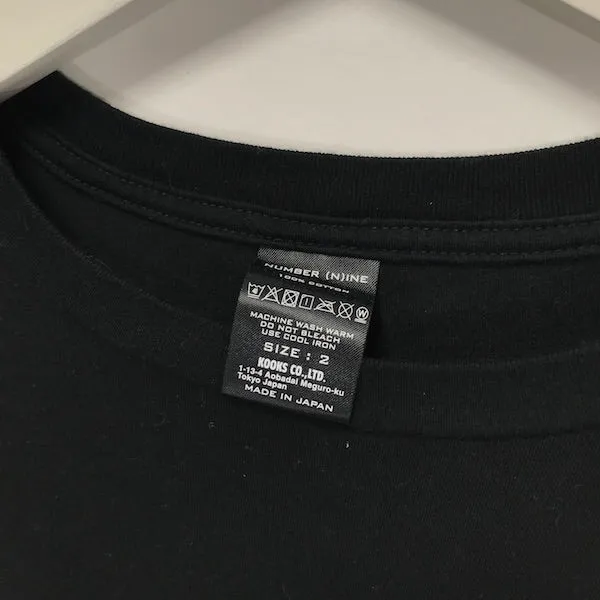 NUMBER (N)INE
100% COTTON
W
MACHINE WASH WARM
DO NOT BLEACH
USE COOL IRON
SIZE : 2
KOOKS CO.,LTD.
1-13-4 Aobadai Meguro-ku
Tokyo Japan
MADE IN JAPAN